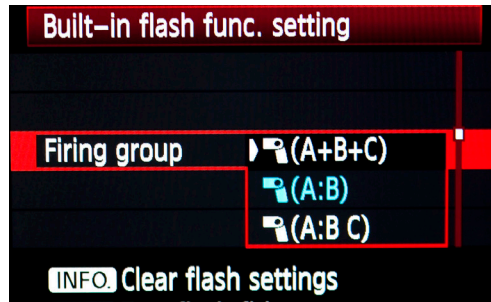 Built-in flash func. setting
Firing group
(A+B+C)
(A:B)
(A:B C)
INFO. Clear flash settings